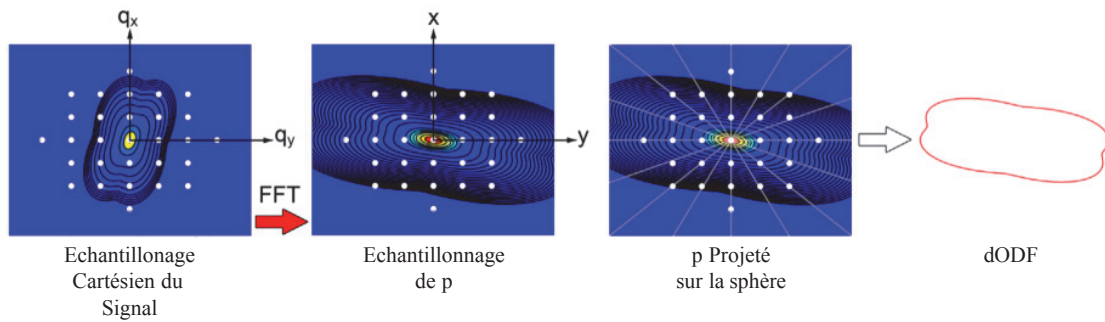 qx
x
qy
y
FFT
Echantillonage
Cartésien du
Signal
Echantillonnage
de p
p Projeté
sur la sphère
dODF